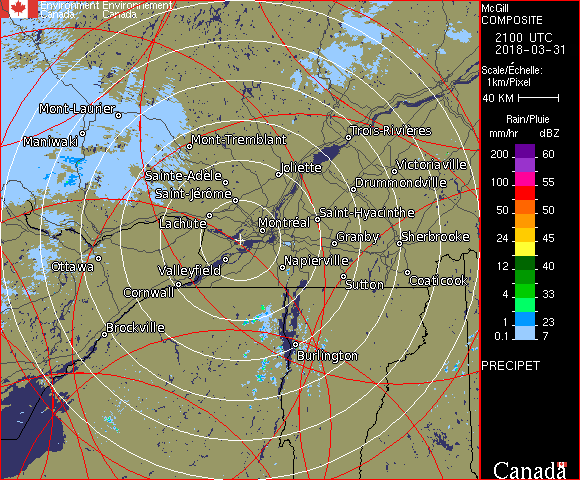 Environment Environnement
Canada Canada
McGill
COMPOSITE
2100 UTC
2018-03-31
Scale/Échelle:
1km/Pixel
40 KM
Rain/Pluie
mm/hr dBZ
200 60
100 55
50 50
24 45
12 40
4 33
1 23
0.1 7
PRECIPET
Canada
Mont-Laurier
Maniwaki
Mont-Tremblant
Trois-Rivières
Joliette
Victoriaville
Sainte-Adèle
Drummondville
Saint-Jérôme
Saint-Hyacinthe
Lachute
Montréal
Granby
Sherbrooke
Ottawa
Valleyfield
Napierville
Cornwall
Sutton
Coaticook
Brockville
Burlington